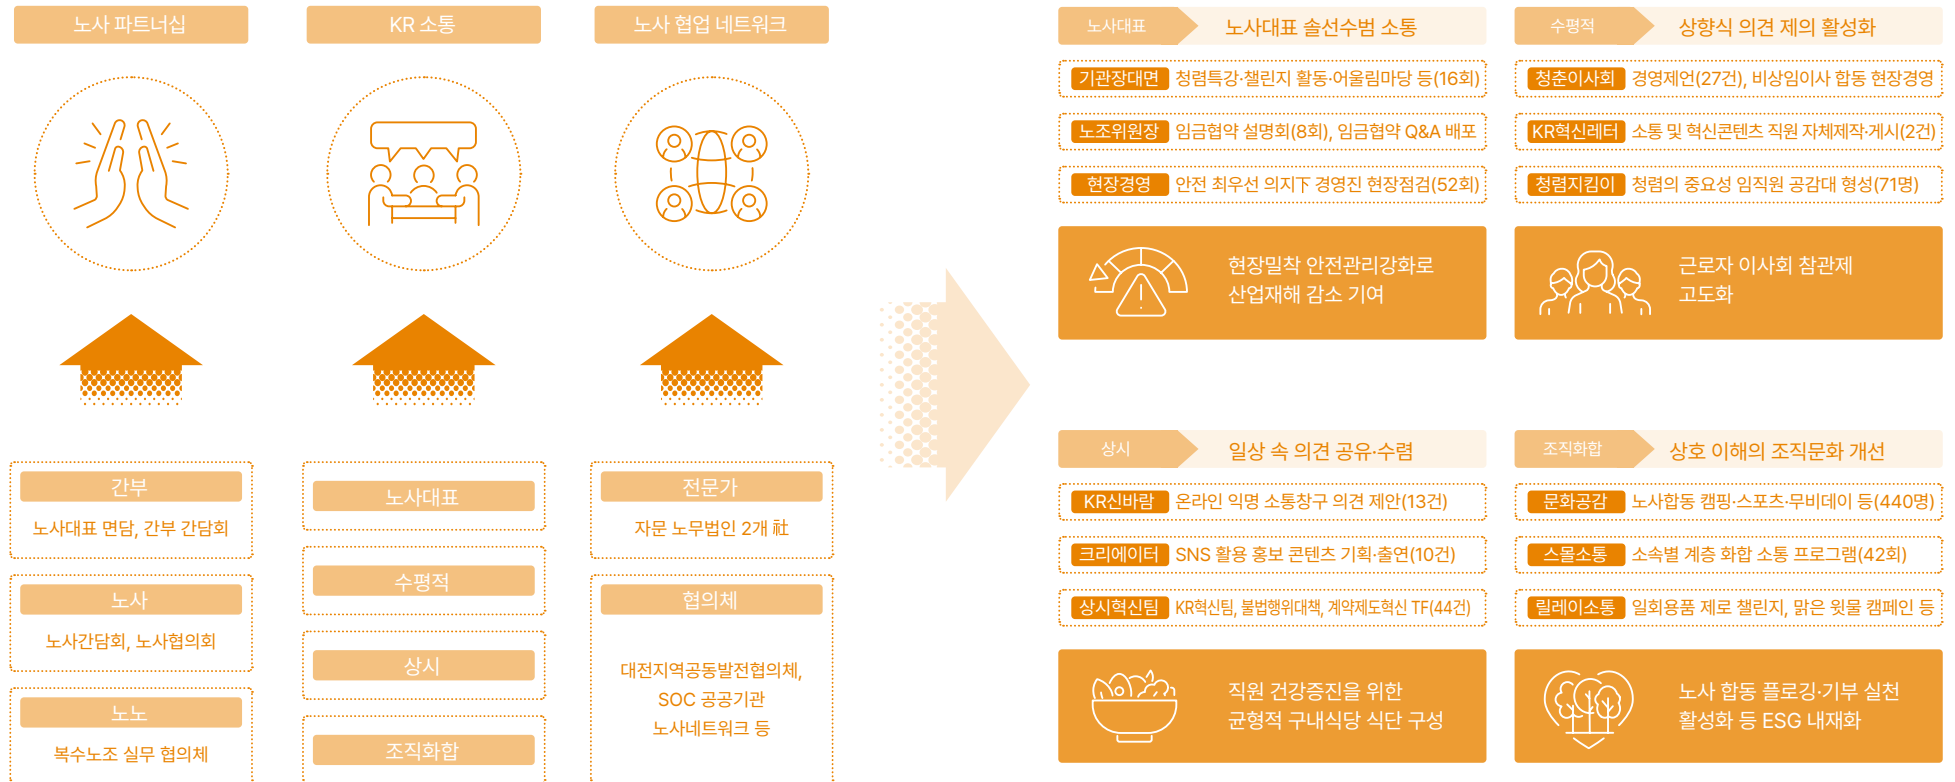 노사 파트너십
KR 소통
노사 협업 네트워크
간부
노사대표 면담, 간부 간담회
노사
노사간담회, 노사협의회
노노
복수노조 실무 협의체
노사대표
수평적
상시
조직화합
전문가
자문 노무법인 2개 社
협의체
대전지역공동발전협의체,
SOC 공공기관
노사네트워크 등
노사대표 노사대표 솔선수범 소통
기관장대면 청렴특강·챌린지 활동·어울림마당 등(16회)
노조위원장 임금협약 설명회(8회), 임금협약 Q&A 배포
현장경영 안전 최우선 의지下 경영진 현장점검(52회)
현장밀착 안전관리강화로
산업재해 감소 기여
수평적 상향식 의견 제의 활성화
청춘이사회 경영제언(27건), 비상임이사 합동 현장경영
KR혁신레터 소통 및 혁신콘텐츠 직원 자체제작·게시(2건)
청렴지킴이 청렴의 중요성 임직원 공감대 형성(71명)
근로자 이사회 참관제
고도화
상시 일상 속 의견 공유·수렴
KR신바람 온라인 익명 소통창구 의견 제안(13건)
크리에이터 SNS 활용 홍보 콘텐츠 기획·출연(10건)
상시혁신팀 KR혁신팀, 불법행위대책, 계약제도혁신 TF(44건)
직원 건강증진을 위한
균형적 구내식당 식단 구성
조직화합 상호 이해의 조직문화 개선
문화공감 노사합동 캠핑·스포츠·무비데이 등(440명)
스몰소통 소속별 계층 화합 소통 프로그램(42회)
릴레이소통 일회용품 제로 챌린지, 맑은 윗물 캠페인 등
노사 합동 플로깅·기부 실천
활성화 등 ESG 내재화